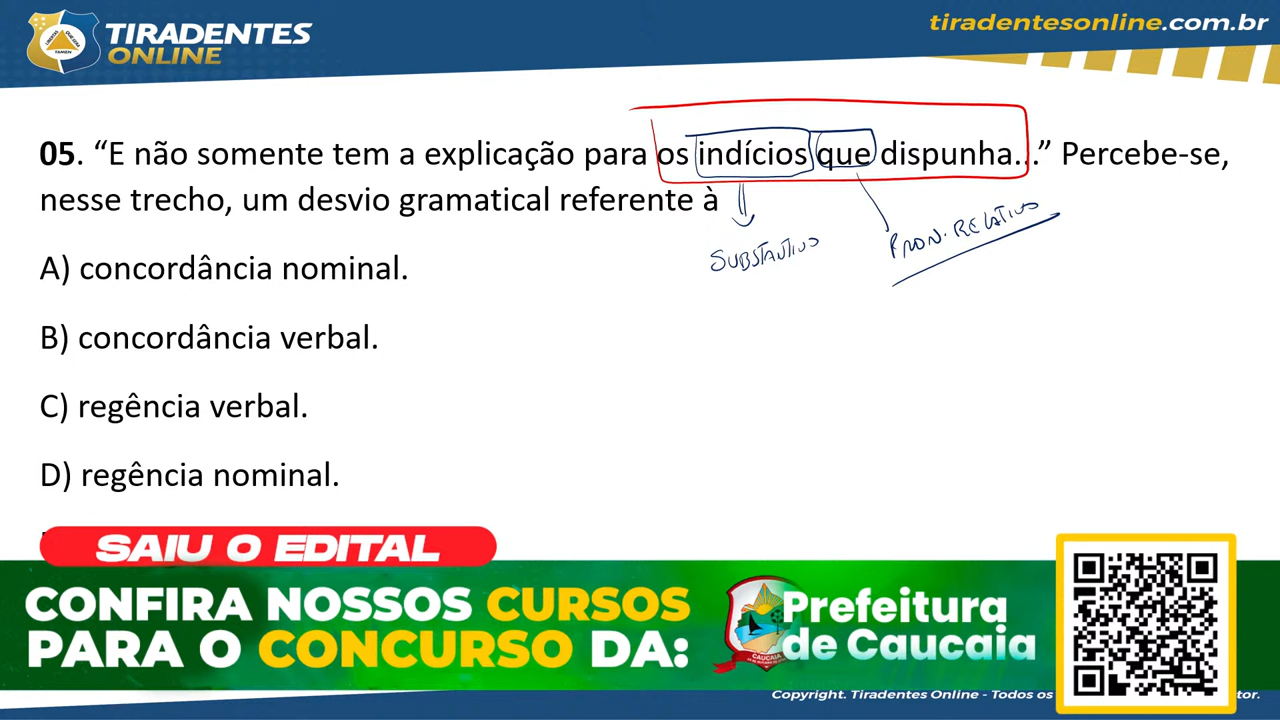 TIRADENTES
ONLINE
tiradentesonline.com.br
05. “E não somente tem a explicação para os indícios que dispunha...” Percebe-se,
nesse trecho, um desvio gramatical referente à
SUBSTANTIVO
PRON. RELATIVO
A) concordância nominal.
B) concordância verbal.
C) regência verbal.
D) regência nominal.
SAIU O EDITAL
CONFIRA NOSSOS CURSOS
PARA O CONCURSO DA:
Prefeitura
de Caucaia
CAUCAIA
Copyright. Tiradentes Online - Todos os
tor.